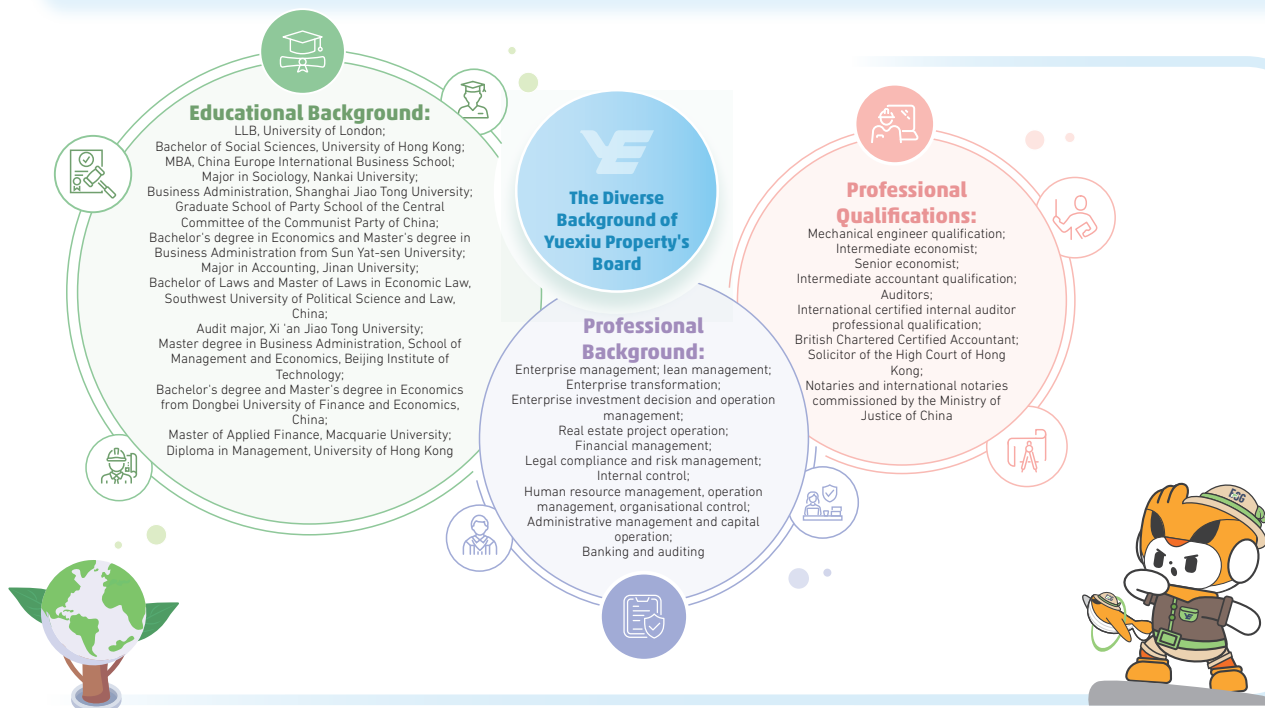 Educational Background:
LLB, University of London;
Bachelor of Social Sciences, University of Hong Kong;
MBA, China Europe International Business School;
Major in Sociology, Nankai University;
Business Administration, Shanghai Jiao Tong University;
Graduate School of Party School of the Central
Committee of the Communist Party of China;
Bachelor's degree in Economics and Master's degree in
Business Administration from Sun Yat-sen University;
Major in Accounting, Jinan University;
Bachelor of Laws and Master of Laws in Economic Law,
Southwest University of Political Science and Law,
China;
Audit major, Xi 'an Jiao Tong University;
Master degree in Business Administration, School of
Management and Economics, Beijing Institute of
Technology;
Bachelor's degree and Master's degree in Economics
from Dongbei University of Finance and Economics,
China;
Master of Applied Finance, Macquarie University;
Diploma in Management, University of Hong Kong
YE
The Diverse
Background of
Yuexiu Property's
Board
Professional
Background:
Enterprise management; lean management;
Enterprise transformation;
Enterprise investment decision and operation
management;
Real estate project operation;
Financial management;
Legal compliance and risk management;
Internal control;
Human resource management, operation
management, organisational control;
Administrative management and capital
operation;
Banking and auditing
Professional
Qualifications:
Mechanical engineer qualification;
Intermediate economist;
Senior economist;
Intermediate accountant qualification;
Auditors;
International certified internal auditor
professional qualification;
British Chartered Certified Accountant;
Solicitor of the High Court of Hong
Kong;
Notaries and international notaries
commissioned by the Ministry of
Justice of China
ESG
YE